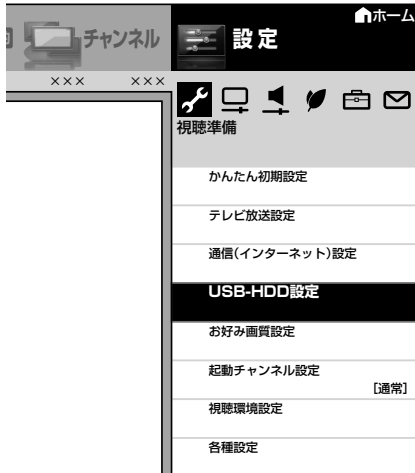 ホーム
チャンネル
設定
××× ×××
視聴準備
かんたん初期設定
テレビ放送設定
通信(インターネット)設定
USB-HDD設定
お好み画質設定
起動チャンネル設定
[通常]
視聴環境設定
各種設定